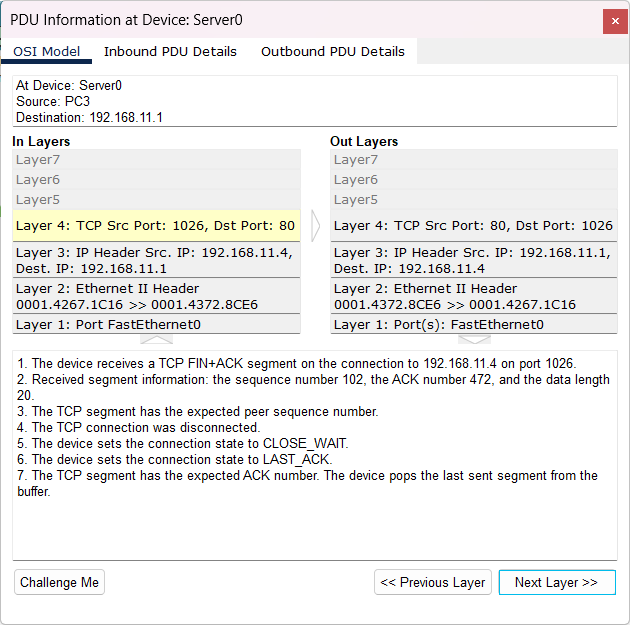 PDU Information at Device: Server0
OSI Model Inbound PDU Details Outbound PDU Details
At Device: Server0
Source: PC3
Destination: 192.168.11.1
In Layers
Layer7
Layer6
Layer5
Layer 4: TCP Src Port: 1026, Dst Port: 80
Layer 3: IP Header Src. IP: 192.168.11.4,
Dest. IP: 192.168.11.1
Layer 2: Ethernet II Header
0001.4267.1C16 >> 0001.4372.8CE6
Layer 1: Port FastEthernet0
Out Layers
Layer7
Layer6
Layer5
Layer 4: TCP Src Port: 80, Dst Port: 1026
Layer 3: IP Header Src. IP: 192.168.11.1,
Dest. IP: 192.168.11.4
Layer 2: Ethernet II Header
0001.4372.8CE6 >> 0001.4267.1C16
Layer 1: Port(s): FastEthernet0
1. The device receives a TCP FIN+ACK segment on the connection to 192.168.11.4 on port 1026.
2. Received segment information: the sequence number 102, the ACK number 472, and the data length
20.
3. The TCP segment has the expected peer sequence number.
4. The TCP connection was disconnected.
5. The device sets the connection state to CLOSE_WAIT.
6. The device sets the connection state to LAST_ACK.
7. The TCP segment has the expected ACK number. The device pops the last sent segment from the
buffer.
Challenge Me << Previous Layer Next Layer >>